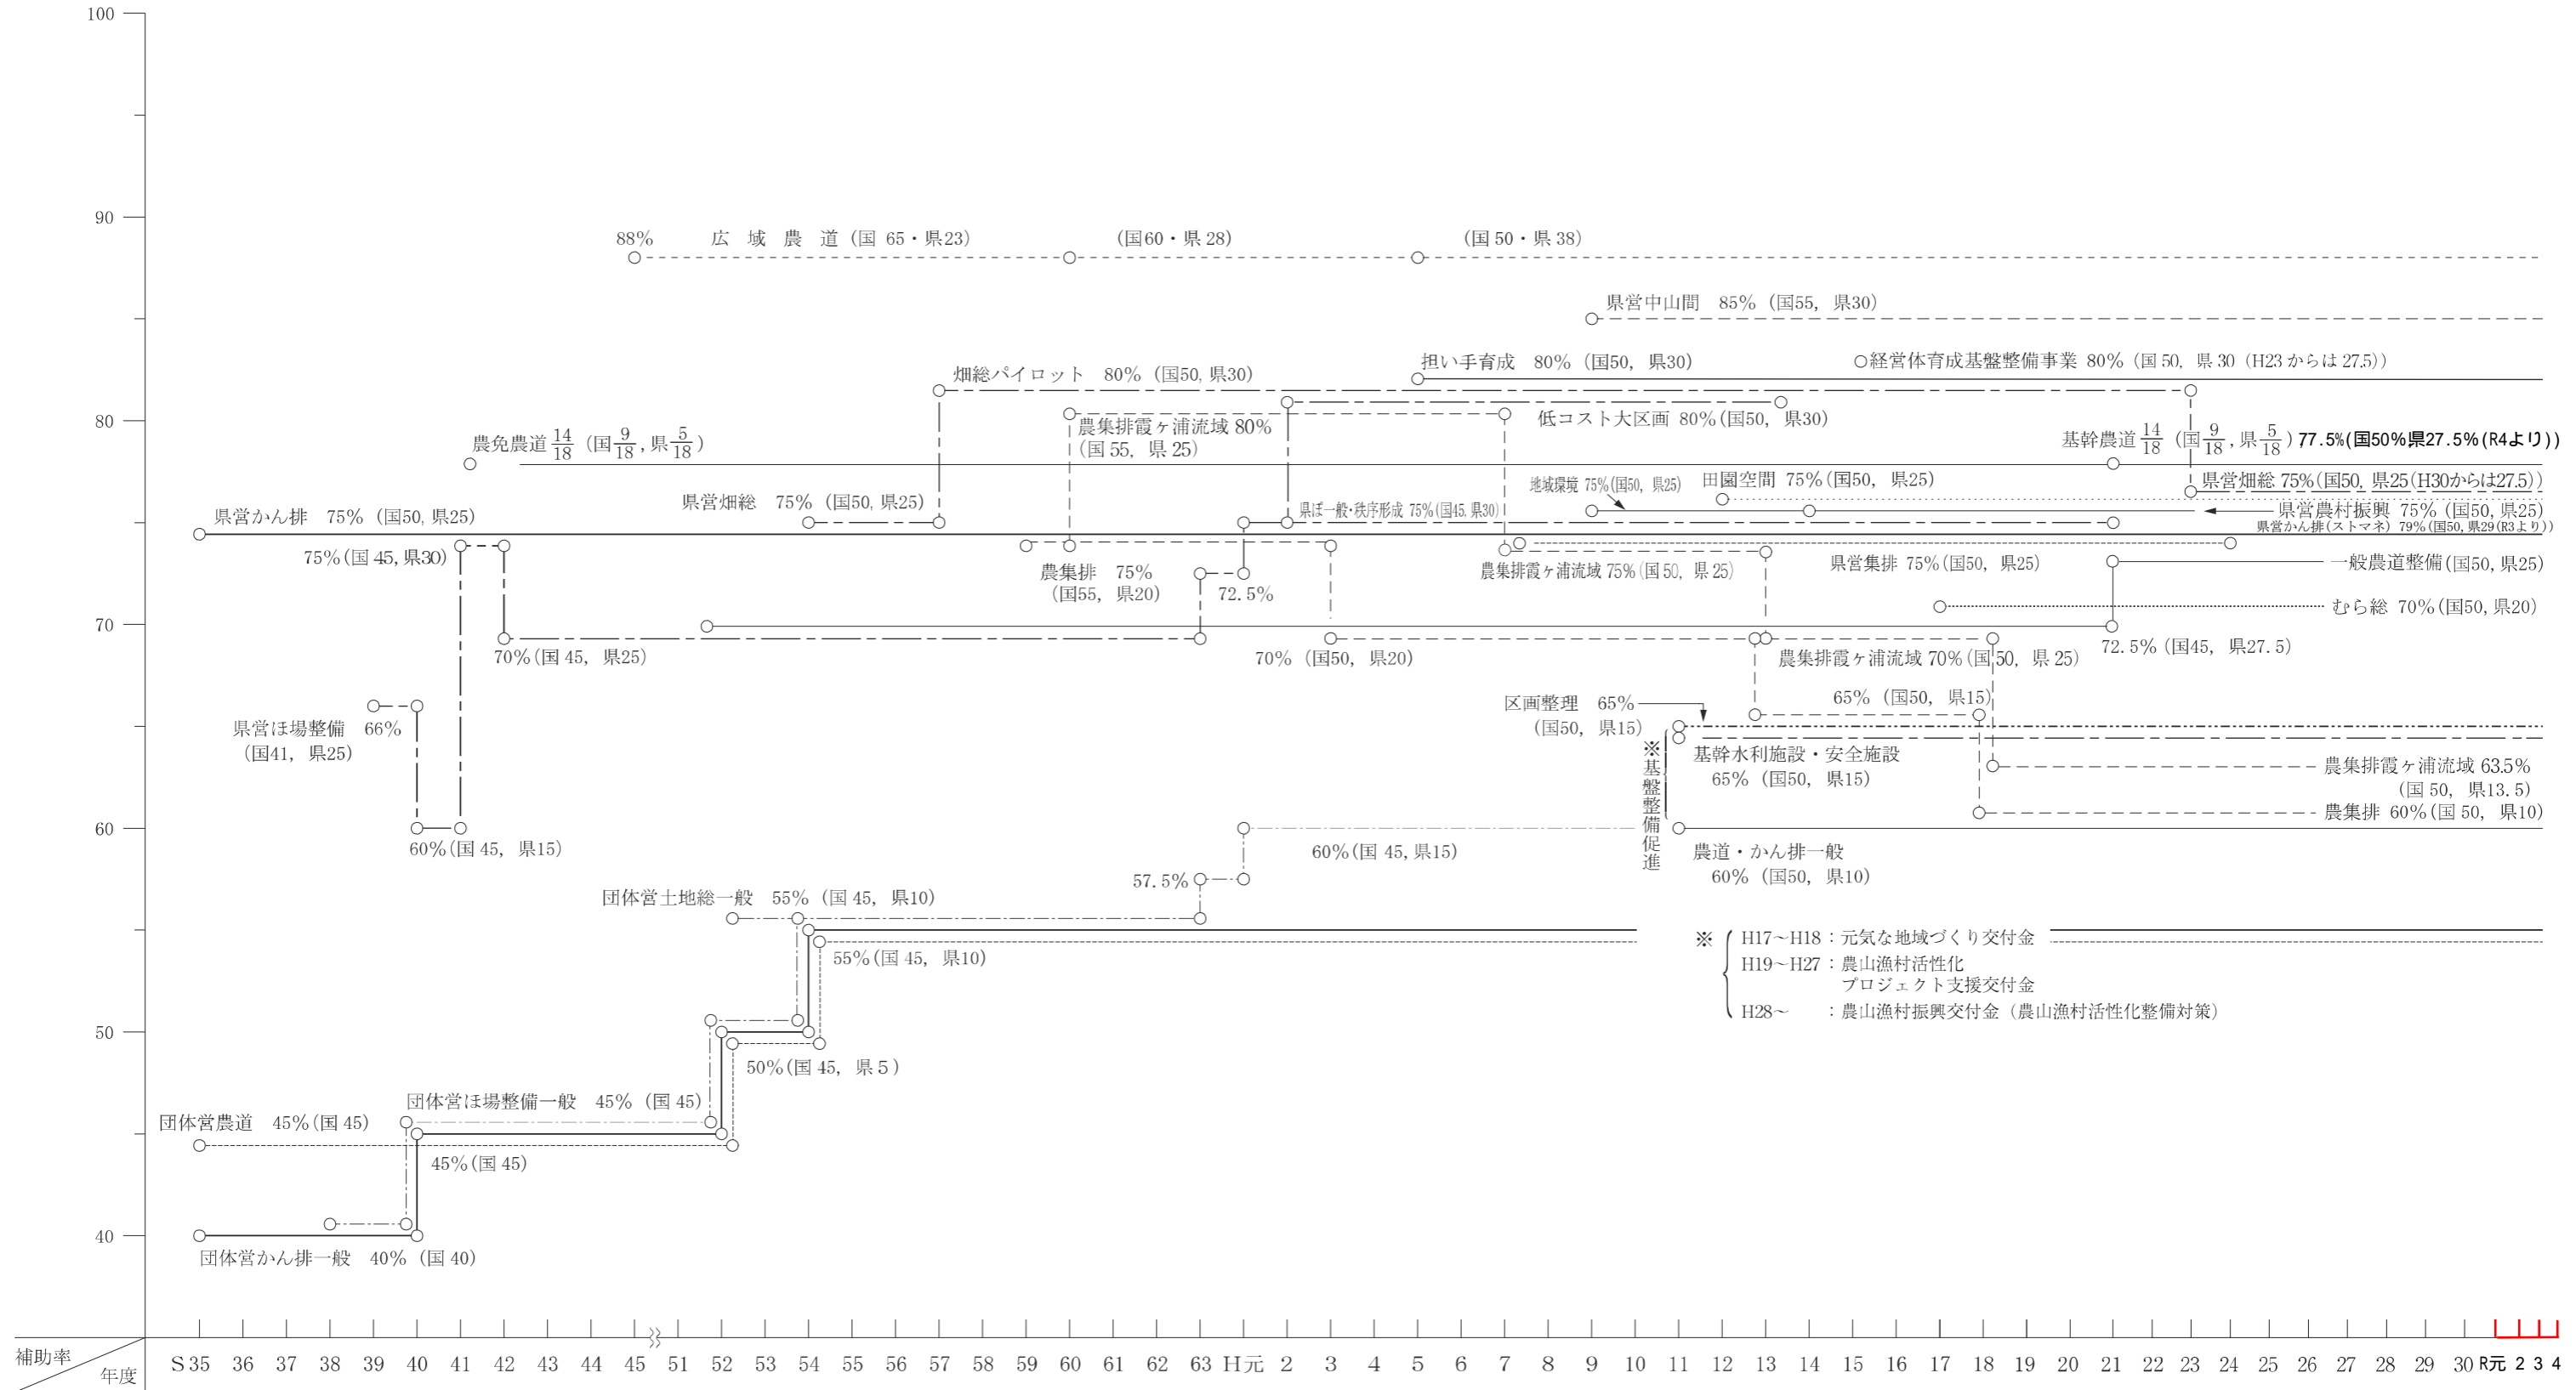 100
90
80
70
60
50
40
88%　広　域　農　道（国 65・県23）　（国60・県 28）　（国 50・県 38）
県営中山間　85%（国55,　県30）
畑総パイロット　80%（国50, 県30）
担い手育成　80%（国50,　県30）
○経営体育成基盤整備事業 80%（国 50,　県 30（H23 からは 27.5））
農集排霞ヶ浦流域 80%
（国 55,　県 25）
低コスト大区画 80%（国50,　県30）
農免農道 14/18（国 9/18, 県 5/18）
基幹農道 14/18（国 9/18, 県 5/18）77.5%(国50%県27.5%(R4より))
県営畑総　75%（国50, 県25）
地域環境 75%（国50,　県25）
田園空間 75%（国50,　県25）
県営畑総 75%（国50,　県25（H30からは27.5））
県営かん排　75%（国50, 県25）
県ぼ一般・秩序形成 75%（国45, 県30）
県営農村振興 75%（国50,　県25）
県営かん排（ストマネ）79%（国50, 県29（R3より））
75%（国 45, 県30）
農集排　75%
（国55,　県20）
72.5%
農集排霞ヶ浦流域 75%（国 50,　県 25）
県営集排 75%（国50,　県25）
一般農道整備（国50, 県25）
むら総 70%（国50, 県20）
70%（国 45,　県25）
70%（国50,　県20）
農集排霞ヶ浦流域 70%（国 50,　県 25）
72.5%（国45,　県27.5）
県営ほ場整備　66%
（国41,　県25）
区画整理　65%
（国50,　県15）
65%（国50,　県15）
※基盤整備促進
基幹水利施設・安全施設
65%（国50,　県15）
農集排霞ヶ浦流域 63.5%
（国 50,　県13.5）
農集排 60%（国 50,　県10）
60%（国 45,　県15）
60%（国 45, 県15）
農道・かん排一般
60%（国50,　県10）
57.5%
団体営土地総一般　55%（国 45,　県10）
55%（国 45,　県10）
※
H17～H18：元気な地域づくり交付金
H19～H27：農山漁村活性化
プロジェクト支援交付金
H28～　　：農山漁村振興交付金（農山漁村活性化整備対策）
50%（国 45,　県 5 ）
団体営ほ場整備一般　45%（国 45）
団体営農道　45%（国 45）
45%（国 45）
団体営かん排一般　40%（国 40）
補助率
年度
S 35 36 37 38 39 40 41 42 43 44 45 51 52 53 54 55 56 57 58 59 60 61 62 63 H元 2 3 4 5 6 7 8 9 10 11 12 13 14 15 16 17 18 19 20 21 22 23 24 25 26 27 28 29 30 R元 2 3 4